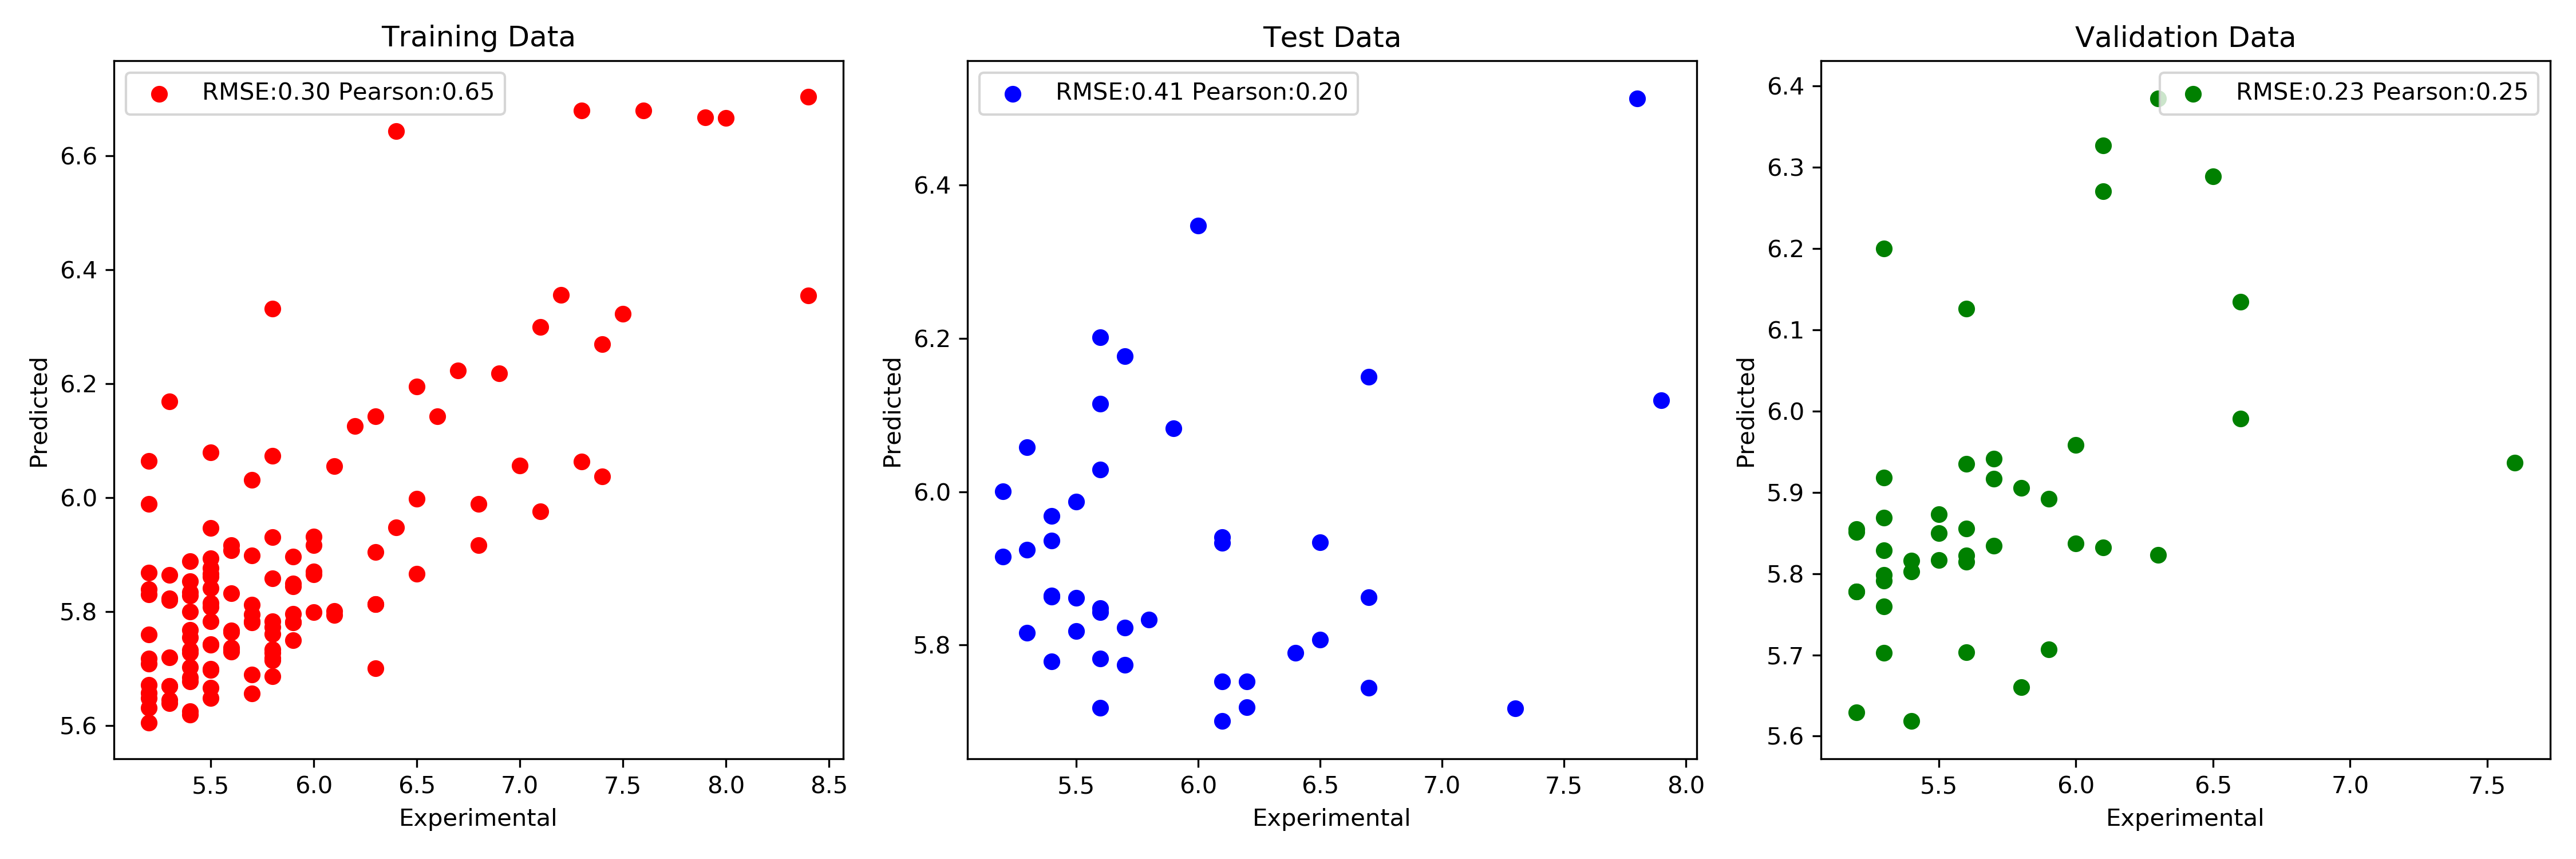 Training Data
RMSE:0.30 Pearson:0.65
6.6
6.4
6.2
6.0
5.8
5.6
Predicted
5.5 6.0 6.5 7.0 7.5 8.0 8.5
Experimental
Test Data
RMSE:0.41 Pearson:0.20
6.4
6.2
6.0
5.8
Predicted
5.5 6.0 6.5 7.0 7.5 8.0
Experimental
Validation Data
RMSE:0.23 Pearson:0.25
6.4
6.3
6.2
6.1
6.0
5.9
5.8
5.7
5.6
Predicted
5.5 6.0 6.5 7.0 7.5
Experimental